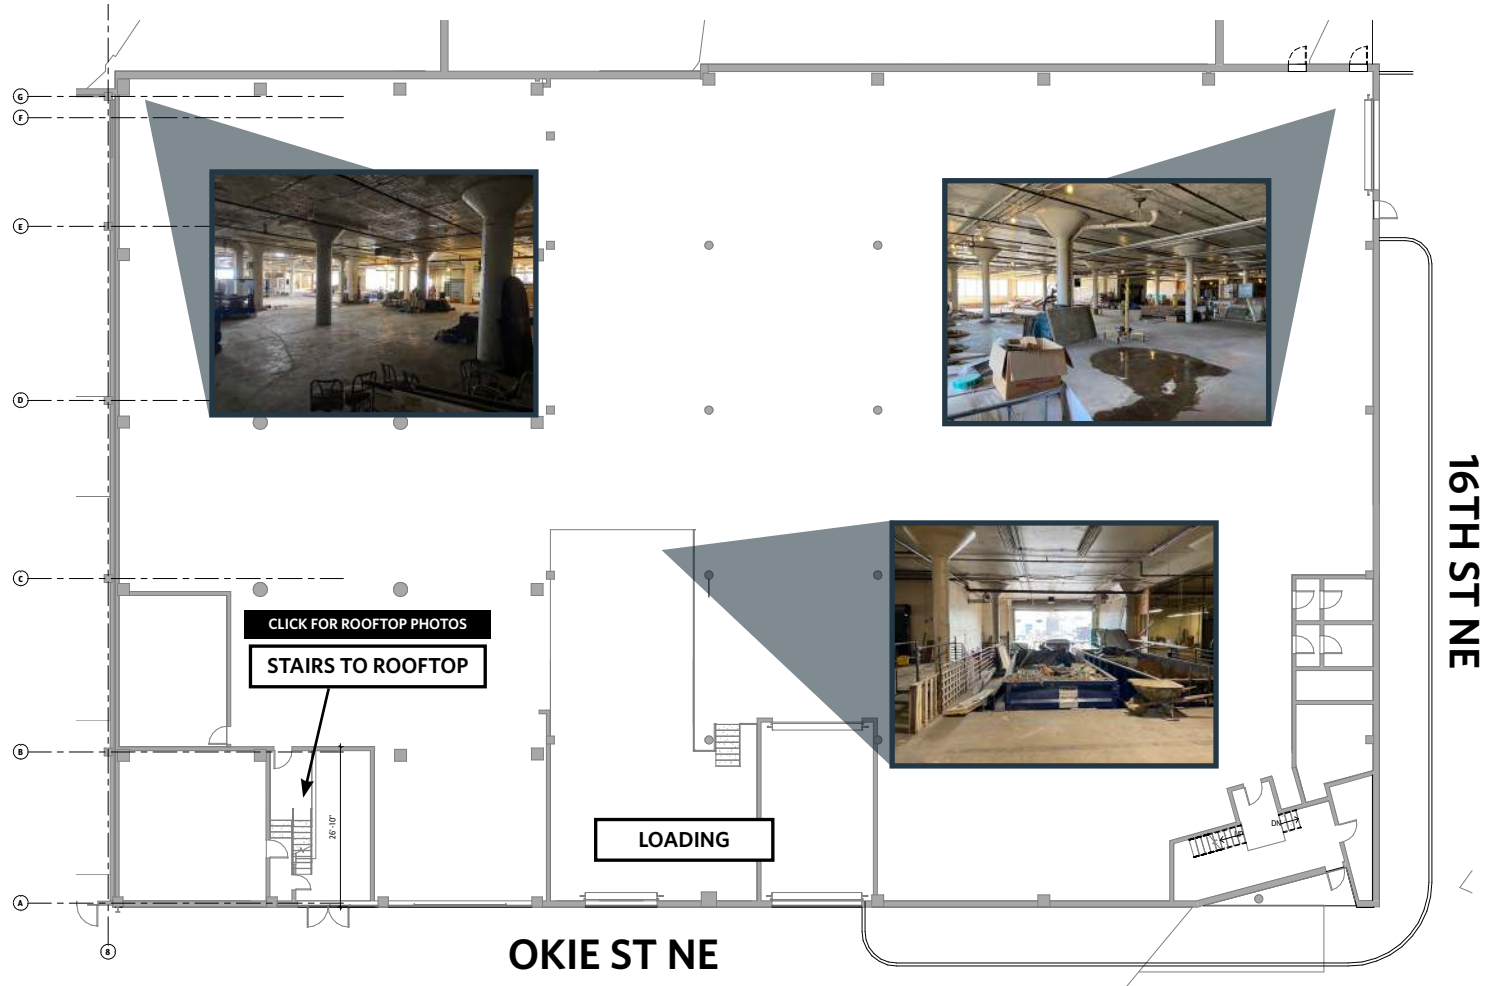 G
F
E
D
C
CLICK FOR ROOFTOP PHOTOS
STAIRS TO ROOFTOP
16TH ST NE
B
26'-10"
LOADING
DN
A
8
OKIE ST NE